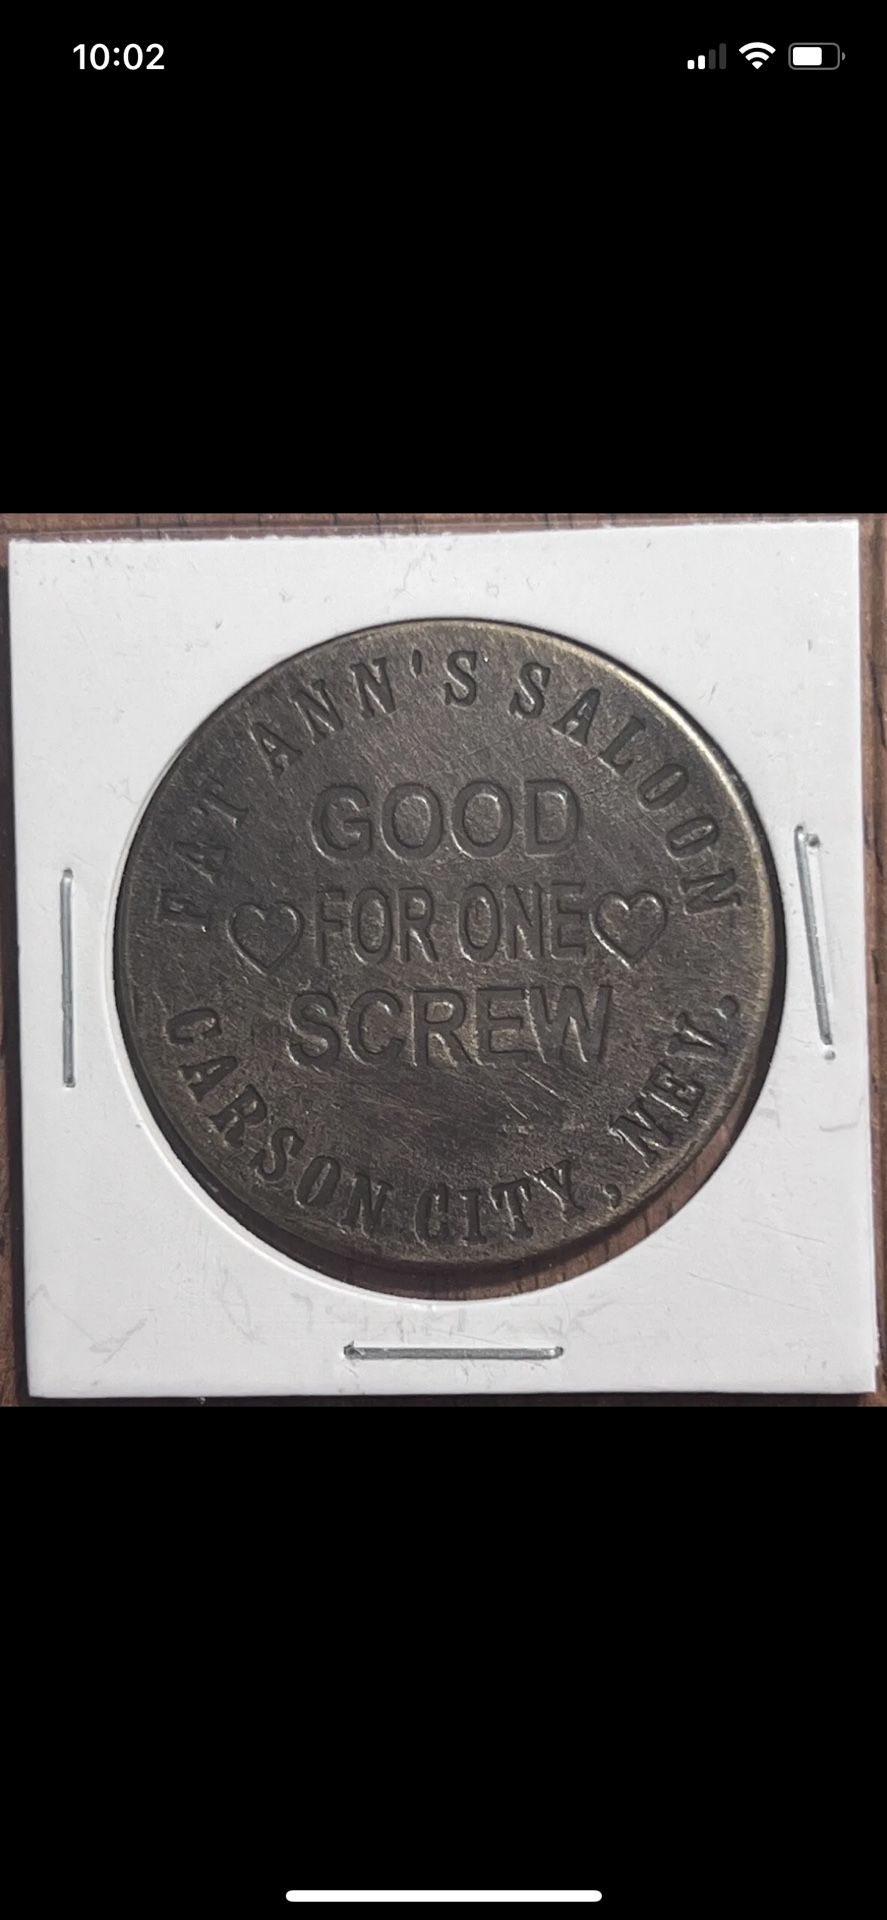 10:02
FAT ANN'S SALOON
GOOD
♡ FOR ONE ♡
SCREW
CARSON CITY, NEV.